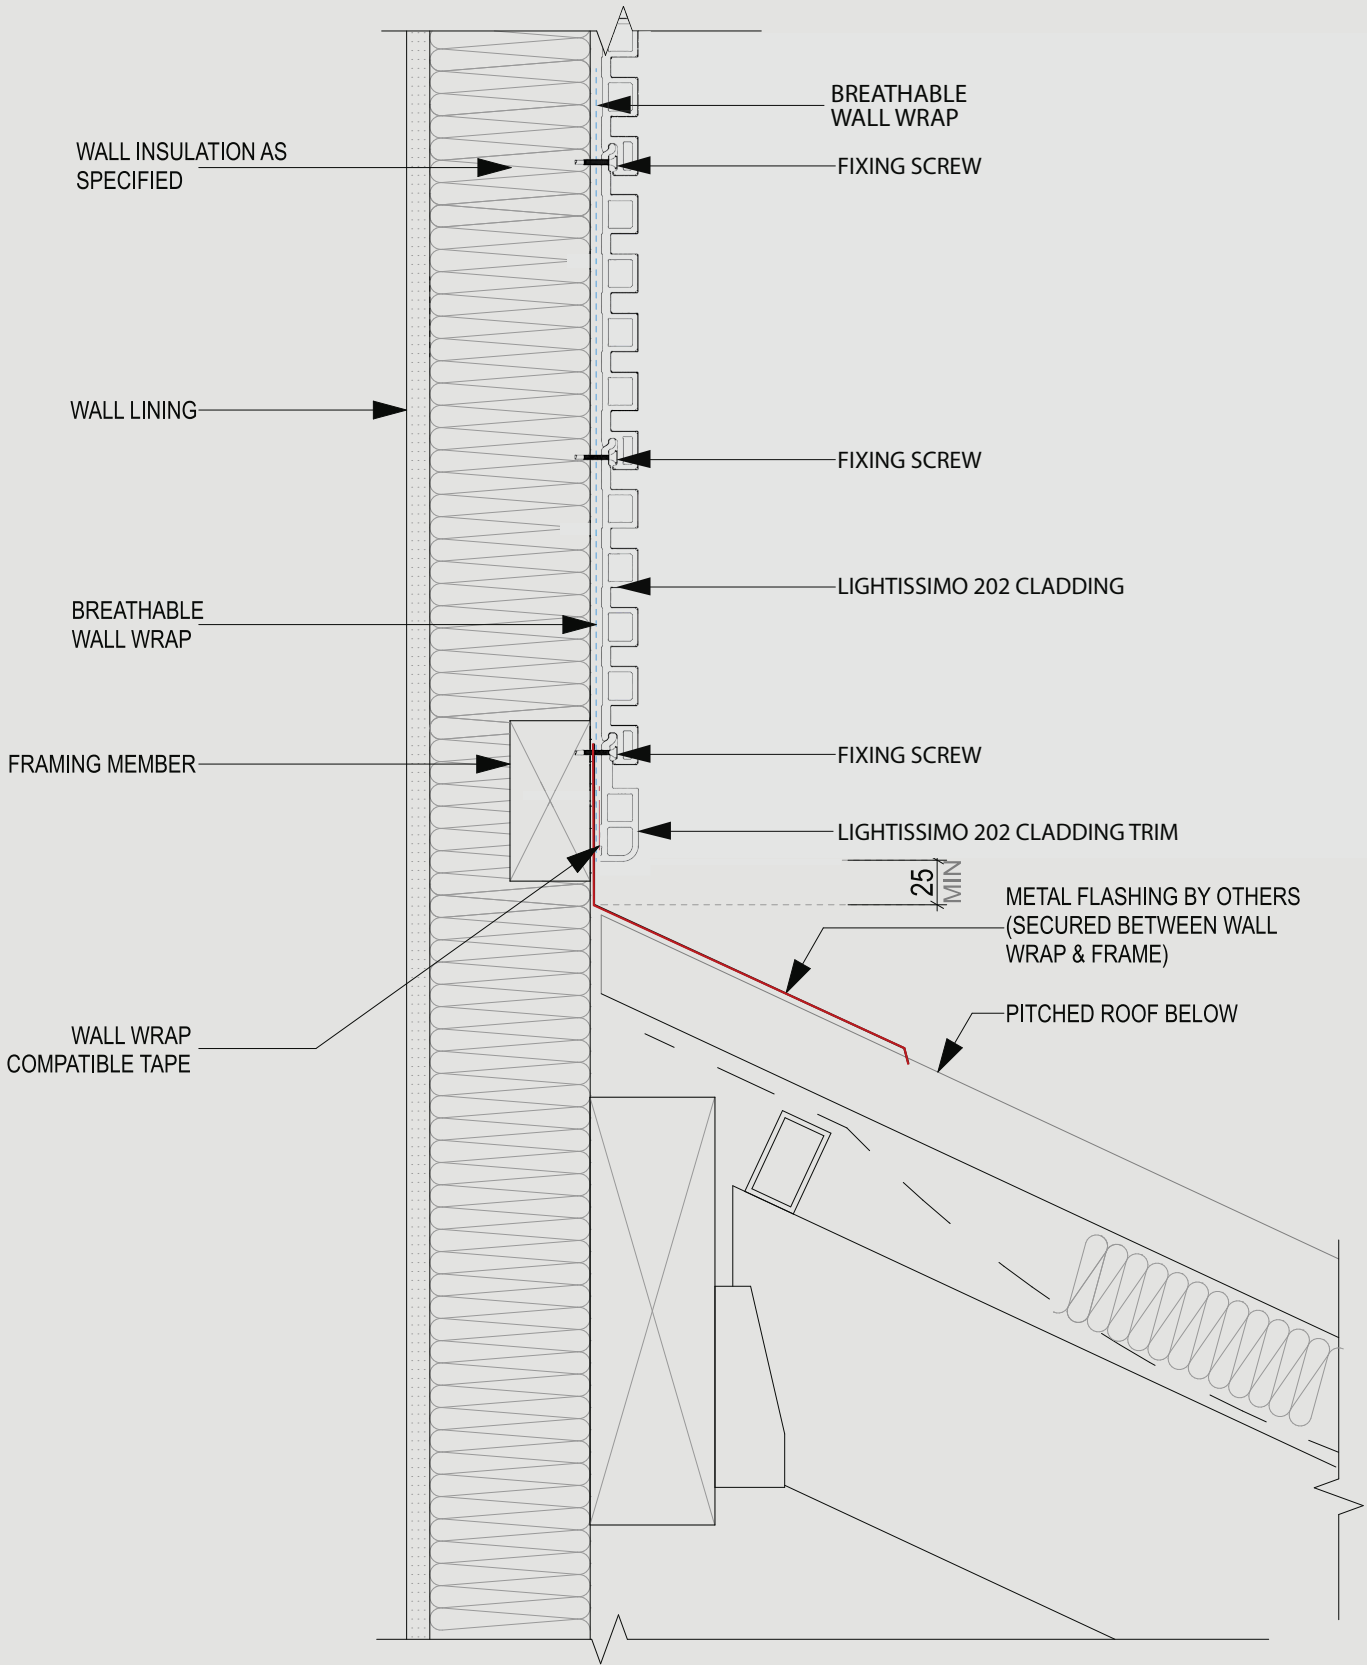 BREATHABLE
WALL WRAP
WALL INSULATION AS
SPECIFIED
FIXING SCREW
WALL LINING
FIXING SCREW
LIGHTISSIMO 202 CLADDING
BREATHABLE
WALL WRAP
FRAMING MEMBER
FIXING SCREW
LIGHTISSIMO 202 CLADDING TRIM
25
MIN
METAL FLASHING BY OTHERS
(SECURED BETWEEN WALL
WRAP & FRAME)
PITCHED ROOF BELOW
WALL WRAP
COMPATIBLE TAPE